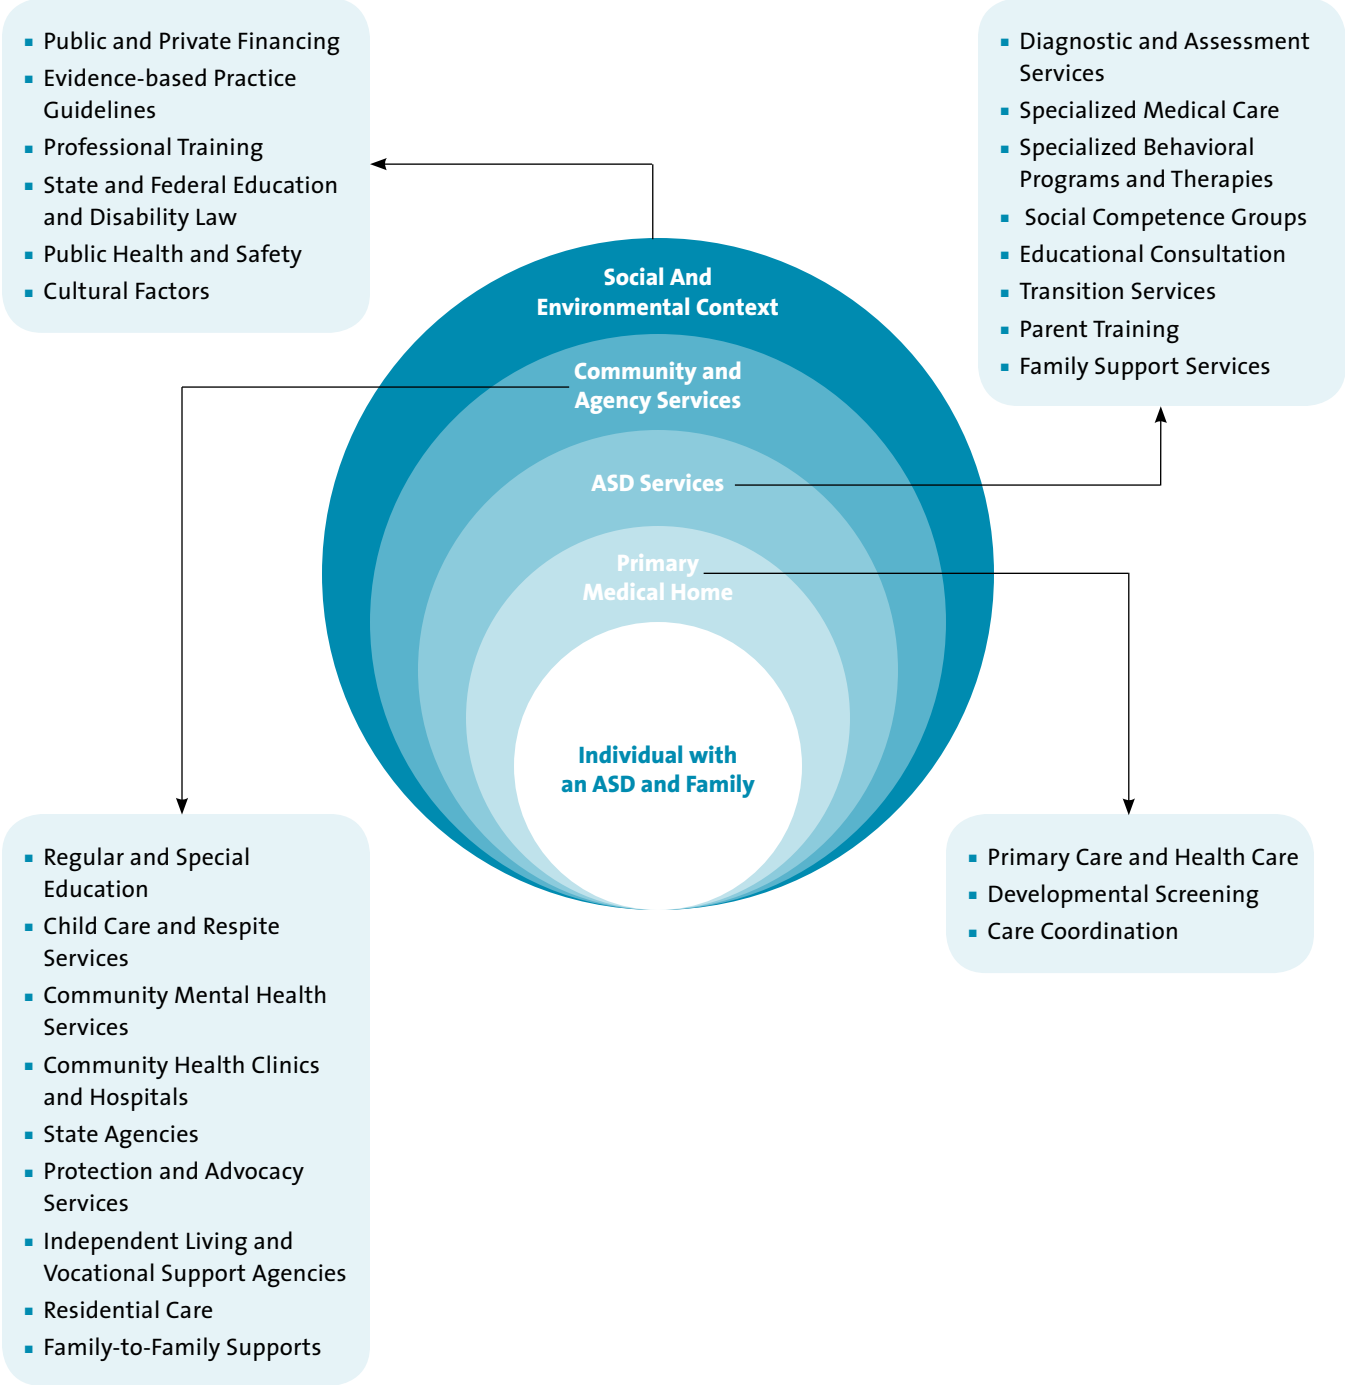 ▪ Public and Private Financing
▪ Evidence-based Practice
Guidelines
▪ Professional Training
▪ State and Federal Education
and Disability Law
▪ Public Health and Safety
▪ Cultural Factors
▪ Diagnostic and Assessment
Services
▪ Specialized Medical Care
▪ Specialized Behavioral
Programs and Therapies
▪ Social Competence Groups
▪ Educational Consultation
▪ Transition Services
▪ Parent Training
▪ Family Support Services
Social And
Environmental Context
Community and
Agency Services
ASD Services
Primary
Medical Home
Individual with
an ASD and Family
▪ Regular and Special
Education
▪ Child Care and Respite
Services
▪ Community Mental Health
Services
▪ Community Health Clinics
and Hospitals
▪ State Agencies
▪ Protection and Advocacy
Services
▪ Independent Living and
Vocational Support Agencies
▪ Residential Care
▪ Family-to-Family Supports
▪ Primary Care and Health Care
▪ Developmental Screening
▪ Care Coordination